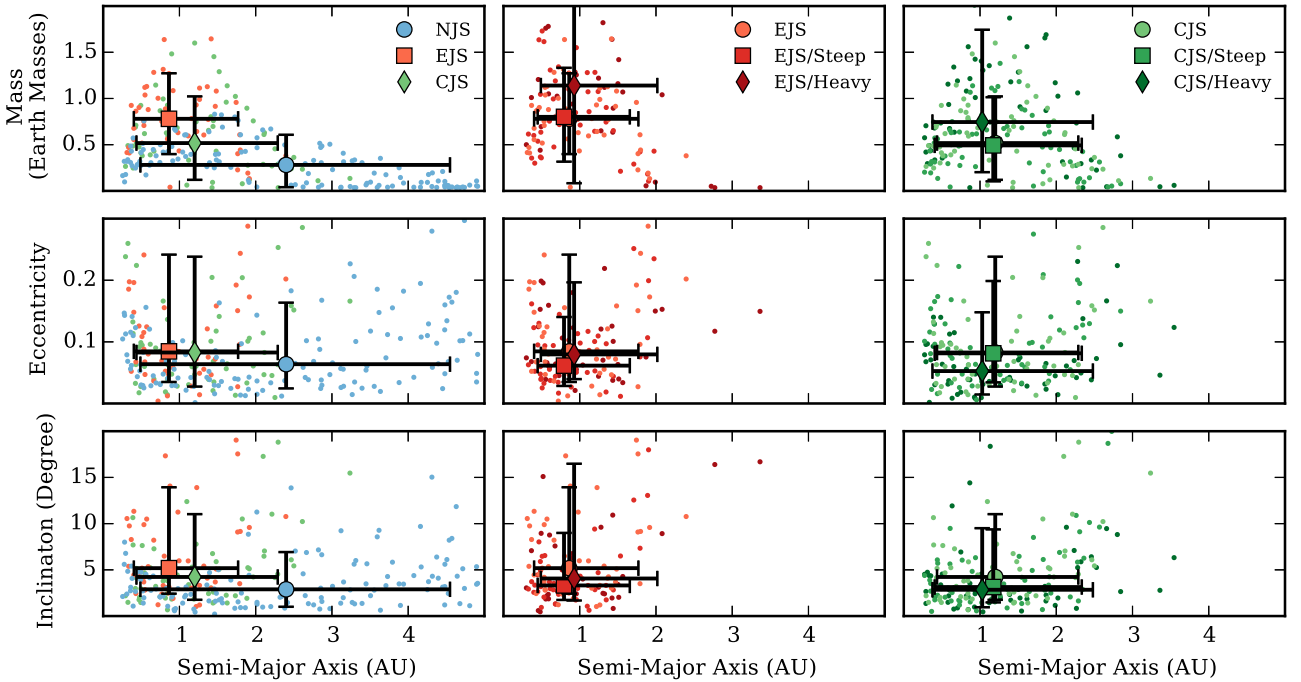 Mass
(Earth Masses)
1.5
1.0
0.5
NJS
EJS
CJS
EJS
EJS/Steep
EJS/Heavy
CJS
CJS/Steep
CJS/Heavy
Eccentricity
0.2
0.1
Inclinaton (Degree)
15
10
5
1 2 3 4
1 2 3 4
1 2 3 4
Semi-Major Axis (AU)
Semi-Major Axis (AU)
Semi-Major Axis (AU)